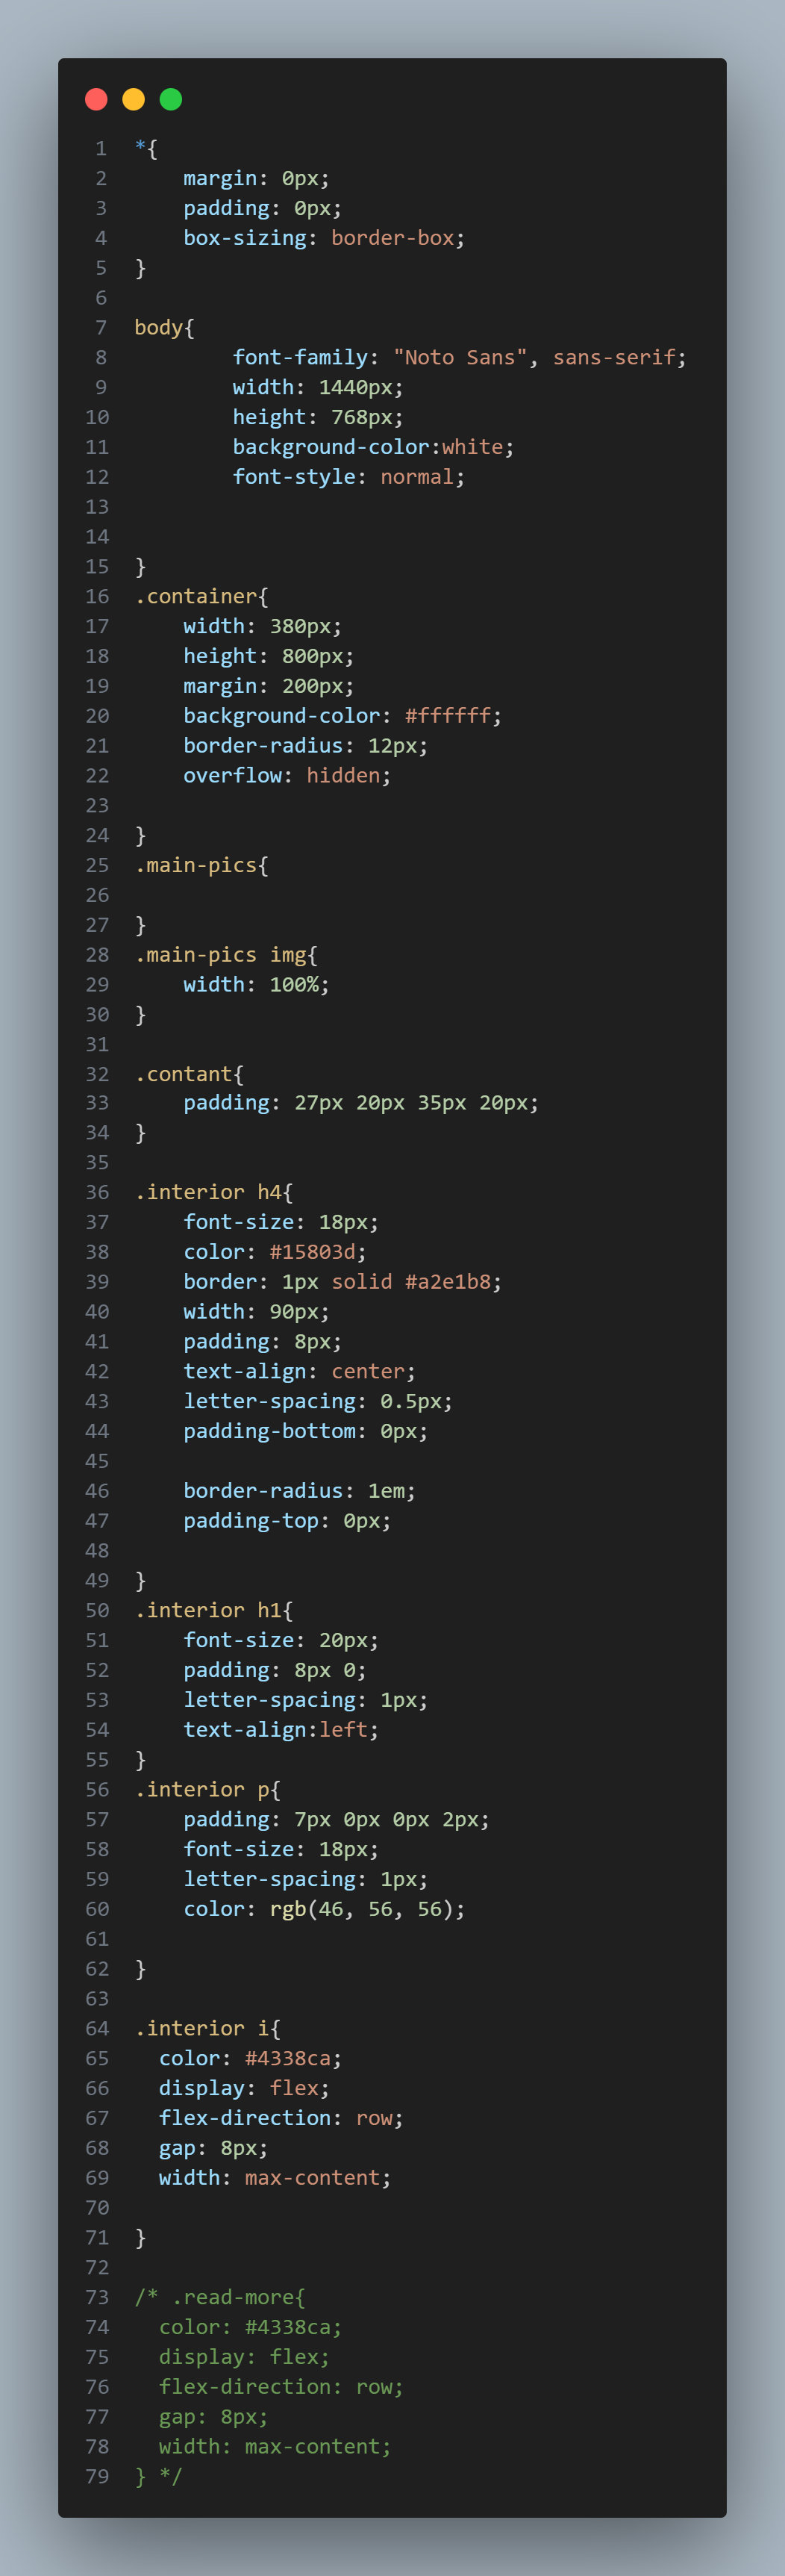 1 *{
2     margin: 0px;
3     padding: 0px;
4     box-sizing: border-box;
5 }
6
7 body{
8         font-family: "Noto Sans", sans-serif;
9         width: 1440px;
10         height: 768px;
11         background-color:white;
12         font-style: normal;
13
14
15 }
16 .container{
17     width: 380px;
18     height: 800px;
19     margin: 200px;
20     background-color: #ffffff;
21     border-radius: 12px;
22     overflow: hidden;
23
24 }
25 .main-pics{
26
27 }
28 .main-pics img{
29     width: 100%;
30 }
31
32 .contant{
33     padding: 27px 20px 35px 20px;
34 }
35
36 .interior h4{
37     font-size: 18px;
38     color: #15803d;
39     border: 1px solid #a2e1b8;
40     width: 90px;
41     padding: 8px;
42     text-align: center;
43     letter-spacing: 0.5px;
44     padding-bottom: 0px;
45
46     border-radius: 1em;
47     padding-top: 0px;
48
49 }
50 .interior h1{
51     font-size: 20px;
52     padding: 8px 0;
53     letter-spacing: 1px;
54     text-align:left;
55 }
56 .interior p{
57     padding: 7px 0px 0px 2px;
58     font-size: 18px;
59     letter-spacing: 1px;
60     color: rgb(46, 56, 56);
61
62 }
63
64 .interior i{
65   color: #4338ca;
66   display: flex;
67   flex-direction: row;
68   gap: 8px;
69   width: max-content;
70
71 }
72
73 /* .read-more{
74   color: #4338ca;
75   display: flex;
76   flex-direction: row;
77   gap: 8px;
78   width: max-content;
79 } */